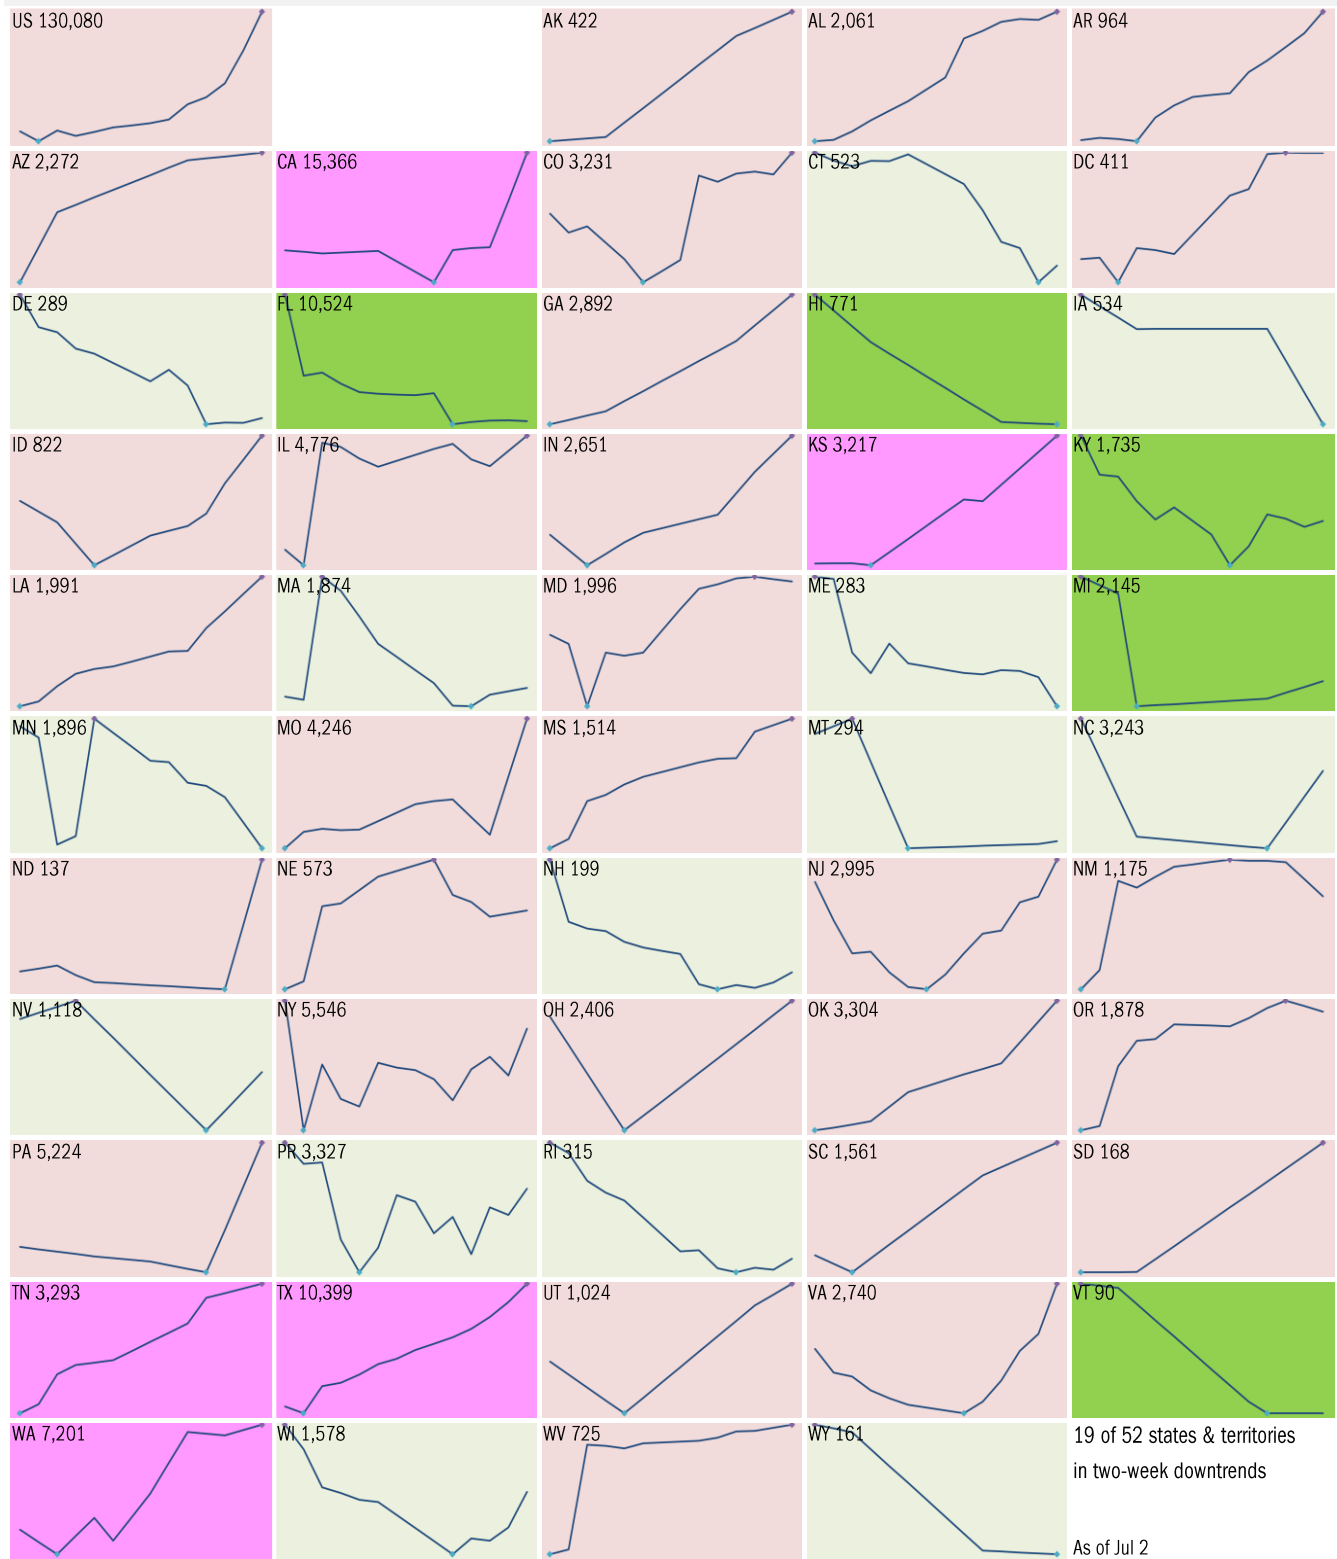 US 130,080
AK 422
AL 2,061
AR 964
AZ 2,272
CA 15,366
CO 3,231
CT 523
DC 411
DE 289
FL 10,524
GA 2,892
HI 771
IA 534
ID 822
IL 4,776
IN 2,651
KS 3,217
KY 1,735
LA 1,991
MA 1,874
MD 1,996
ME 283
MI 2,145
MN 1,896
MO 4,246
MS 1,514
MT 294
NC 3,243
ND 137
NE 573
NH 199
NJ 2,995
NM 1,175
NV 1,118
NY 5,546
OH 2,406
OK 3,304
OR 1,878
PA 5,224
PR 3,327
RI 315
SC 1,561
SD 168
TN 3,293
TX 10,399
UT 1,024
VA 2,740
VT 90
WA 7,201
WI 1,578
WV 725
WY 161
19 of 52 states & territories
in two-week downtrends
As of Jul 2